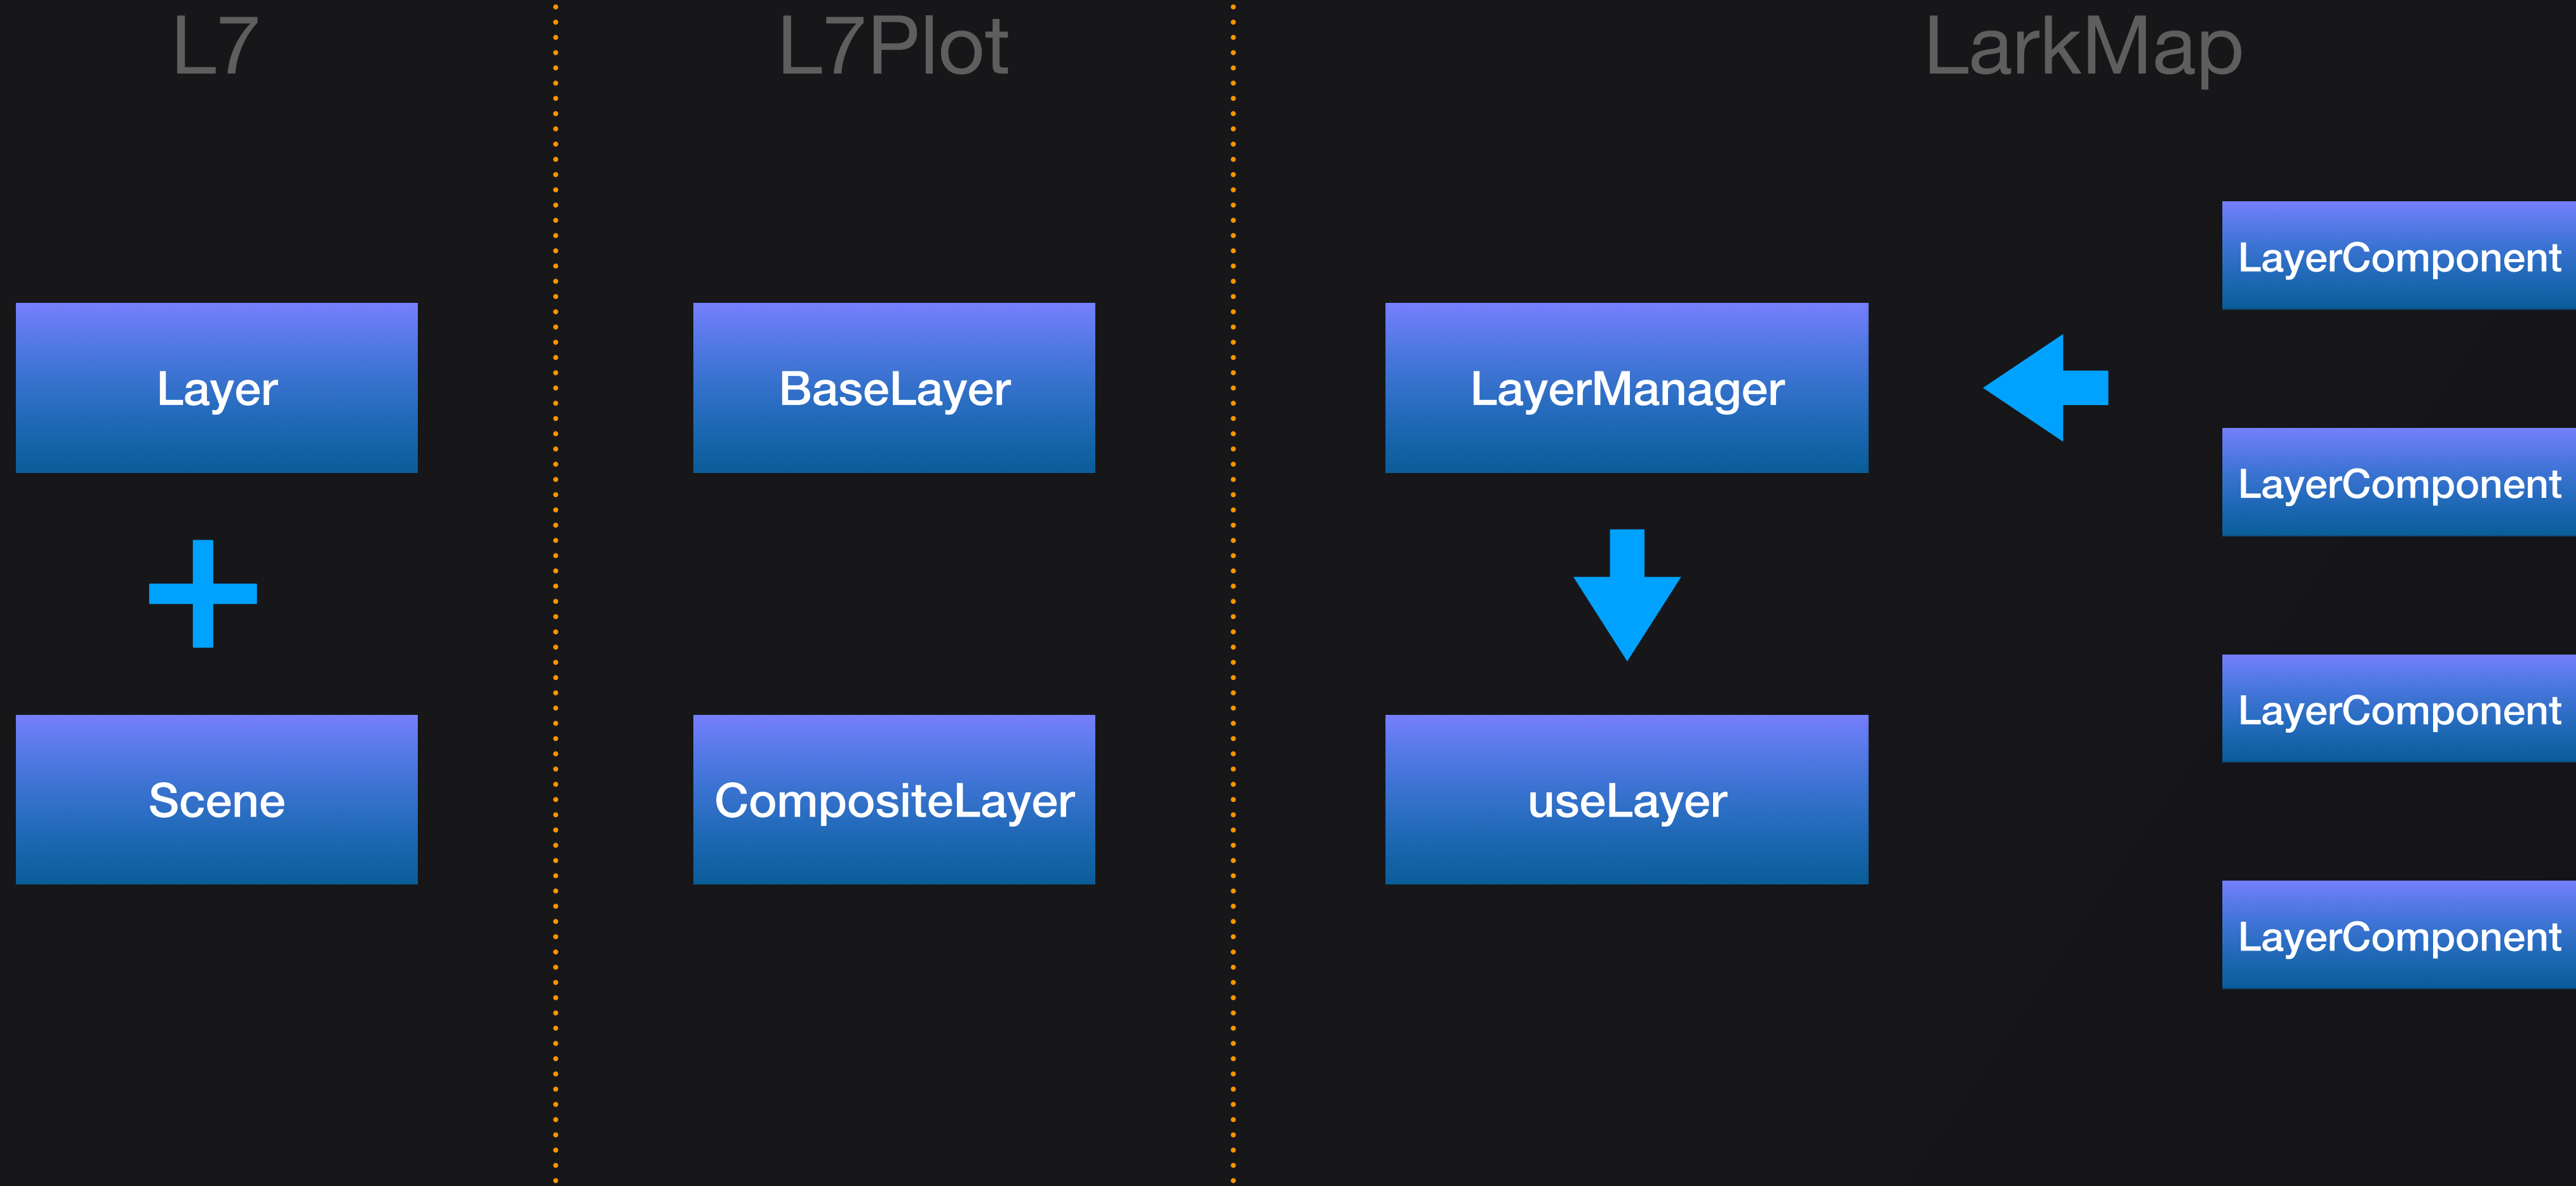 L7
L7Plot
LarkMap
Layer
Scene
BaseLayer
CompositeLayer
LayerManager
useLayer
LayerComponent
LayerComponent
LayerComponent
LayerComponent